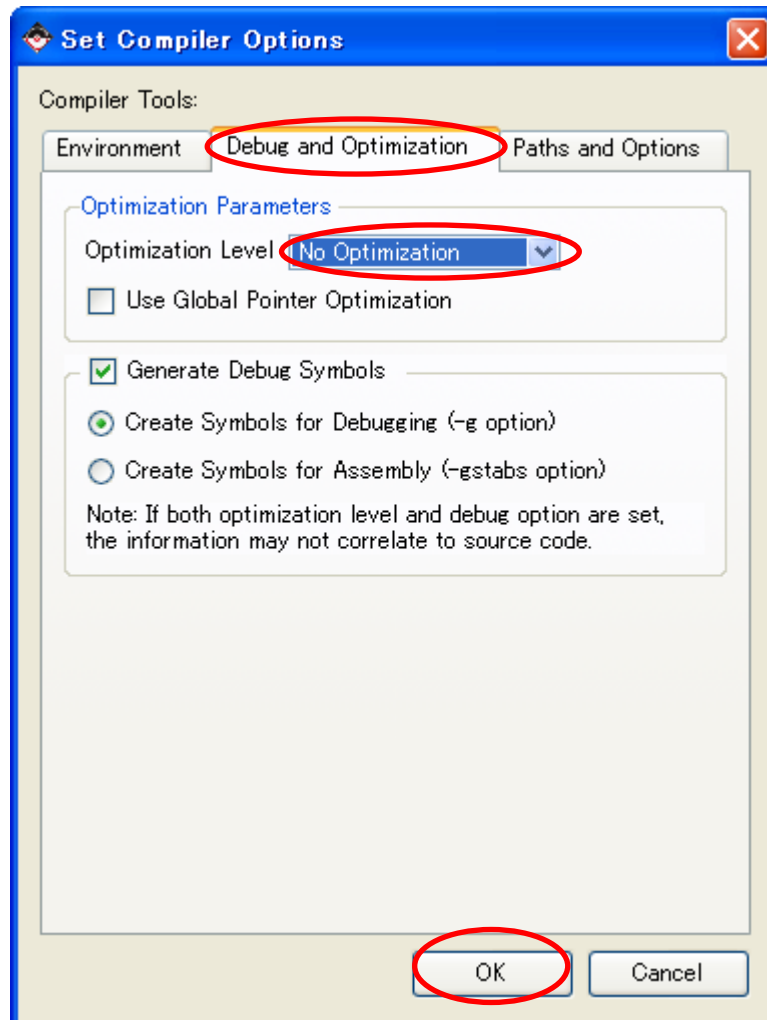 Set Compiler Options
Compiler Tools:
Environment Debug and Optimization Paths and Options
Optimization Parameters
Optimization Level No Optimization
Use Global Pointer Optimization
Generate Debug Symbols
Create Symbols for Debugging (-g option)
Create Symbols for Assembly (-gstabs option)
Note: If both optimization level and debug option are set,
the information may not correlate to source code.
OK Cancel